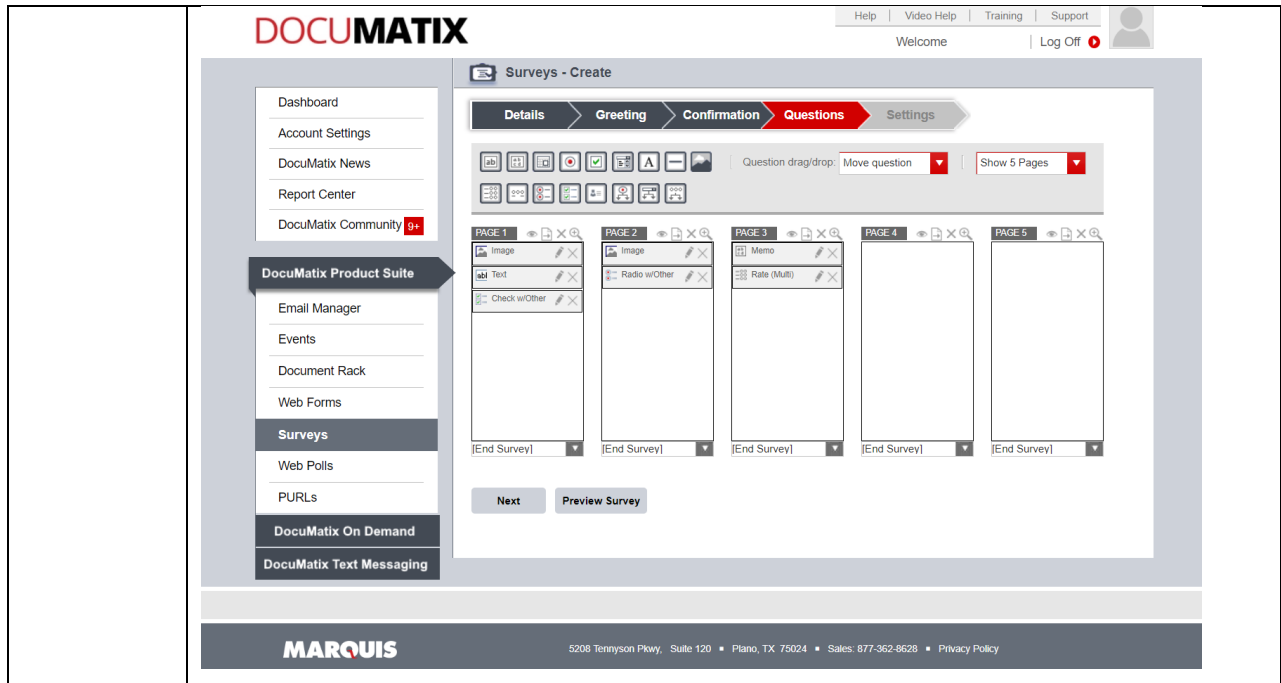 DOCUMATIX
Help | Video Help | Training | Support
Welcome | Log Off
Surveys - Create
Dashboard
Account Settings
DocuMatix News
Report Center
DocuMatix Community 9+
DocuMatix Product Suite
Email Manager
Events
Document Rack
Web Forms
Surveys
Web Polls
PURLs
DocuMatix On Demand
DocuMatix Text Messaging
Details Greeting Confirmation Questions Settings
ab A Question drag/drop: Move question Show 5 Pages
PAGE 1 PAGE 2 PAGE 3 PAGE 4 PAGE 5
Image Image Memo
abl Text Radio w/Other Rate (Multi)
Check w/Other
[End Survey] [End Survey] [End Survey] [End Survey] [End Survey]
Next Preview Survey
MARQUIS
5208 Tennyson Pkwy, Suite 120 ▪ Plano, TX 75024 ▪ Sales: 877-362-8628 ▪ Privacy Policy